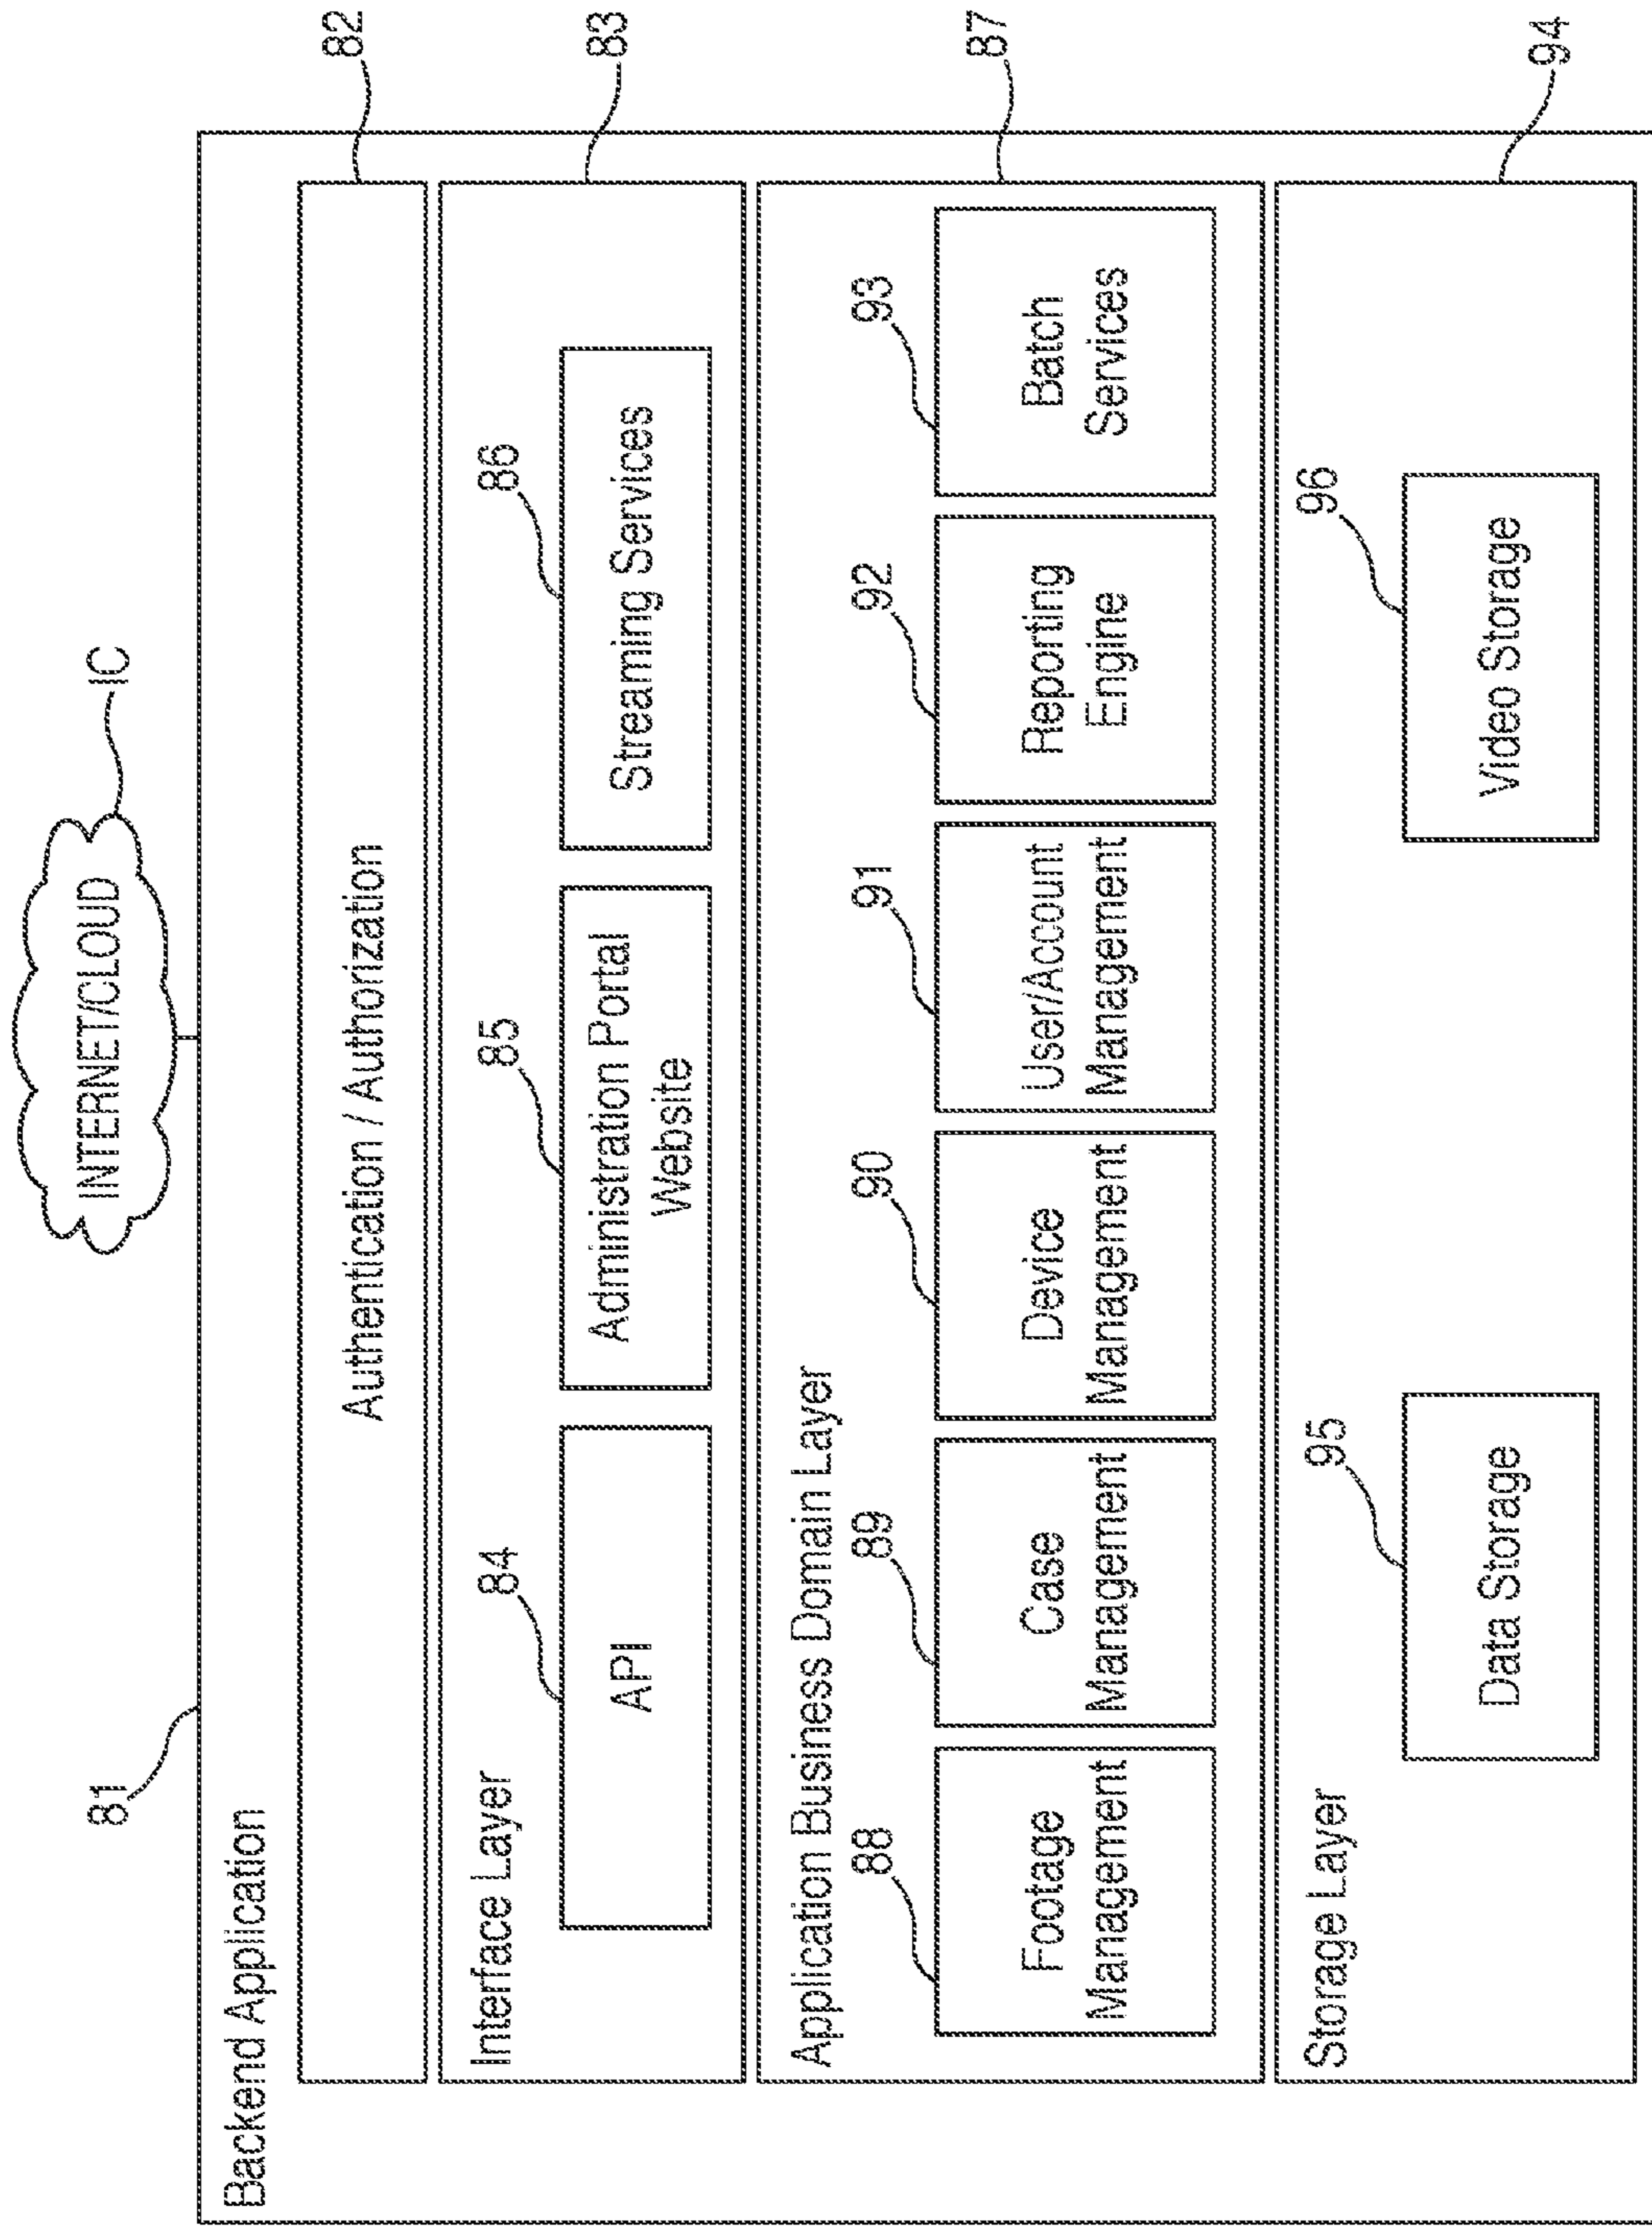 INTERNET/CLOUD
IC
81
Backend Application
82
Authentication / Authorization
83
Interface Layer
84
API
85
Administration Portal
Website
86
Streaming Services
87
Application Business Domain Layer
88
Footage
Management
89
Case
Management
90
Device
Management
91
User/Account
Management
92
Reporting
Engine
93
Batch
Services
94
Storage Layer
95
Data Storage
96
Video Storage